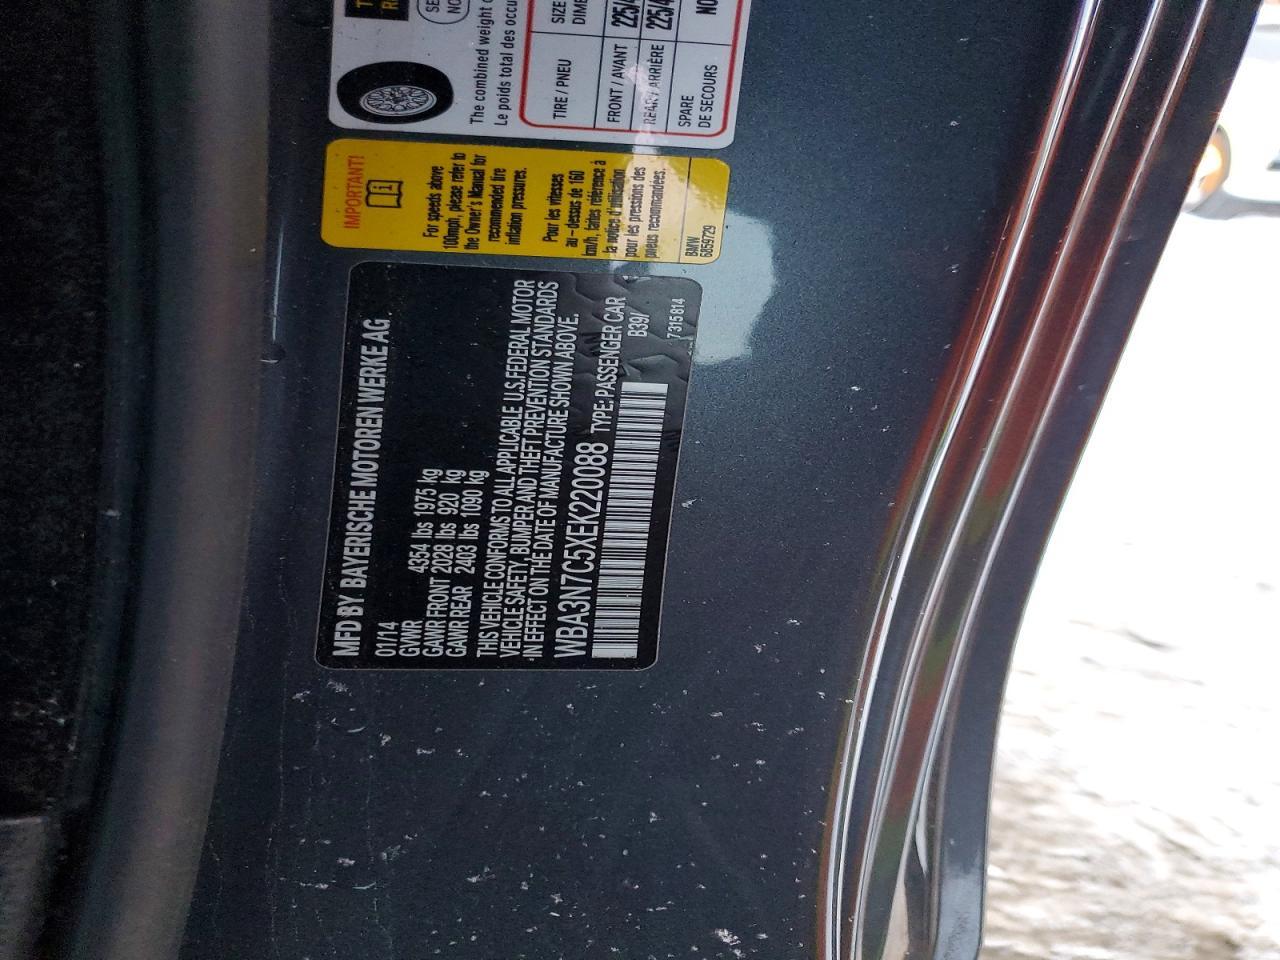 MFD BY BAYERISCHE MOTOREN WERKE AG
01/14
GVWR 4354 lbs 1975 kg
GAWR FRONT 2028 lbs 920 kg
GAWR REAR 2403 lbs 1090 kg
THIS VEHICLE CONFORMS TO ALL APPLICABLE U.S.FEDERAL MOTOR
VEHICLE SAFETY, BUMPER AND THEFT PREVENTION STANDARDS
IN EFFECT ON THE DATE OF MANUFACTURE SHOWN ABOVE.
WBA3N7C5XEK220088 TYPE: PASSENGER CAR
B39/
7315 814
IMPORTANT!
For speeds above
100mph, please refer to
the Owner's Manual for
recommended tire
inflation pressures.
Pour les vitesses
au-dessus de 160
km/h, faites référence à
la notice d'utilisation
pour les pressions des
pneus recommandées.
BMW
6859729
The combined weight
Le poids total des
TIRE / PNEU SIZE
FRONT / AVANT 225/
REAR / ARRIÈRE 225/
SPARE
DE SECOURS